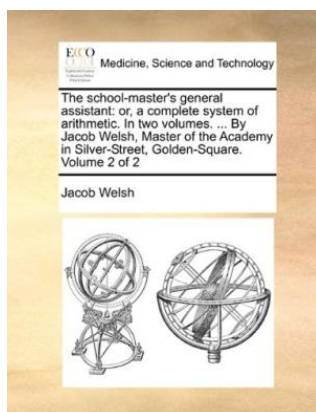 ECCO
Medicine, Science and Technology
The school-master's general
assistant: or, a complete system of
arithmetic. In two volumes. ... By
Jacob Welsh, Master of the Academy
in Silver-Street, Golden-Square.
Volume 2 of 2
Jacob Welsh